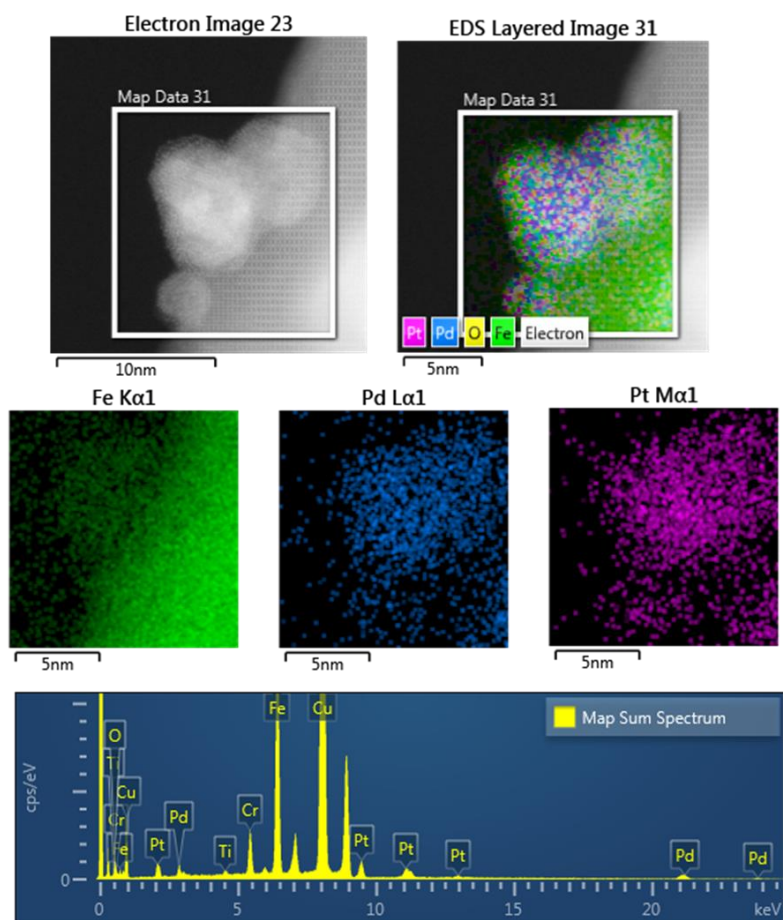 Electron Image 23
EDS Layered Image 31
Map Data 31
Map Data 31
Pt Pd O Fe Electron
10nm
5nm
Fe Kα1
Pd Lα1
Pt Mα1
5nm
5nm
5nm
Map Sum Spectrum
cps/eV
Fe
Cu
O
Ti
Cu
Cr
Fe
Pt
Pd
Ti
Cr
Pt
Pt
Pt
Pd
Pd
0
0 5 10 15 20 keV